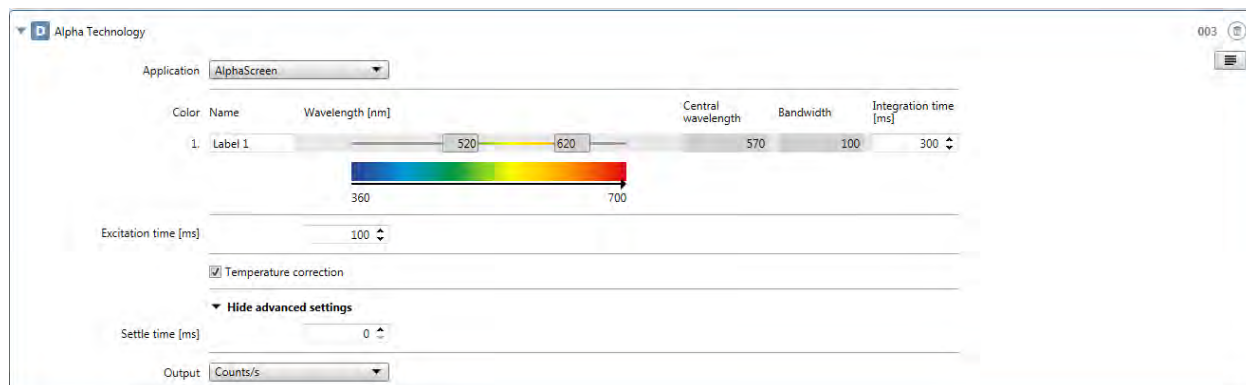 D Alpha Technology 003
Application AlphaScreen
Color Name Wavelength [nm] Central wavelength Bandwidth Integration time [ms]
1. Label 1 520 620 570 100 300
360 700
Excitation time [ms] 100
Temperature correction
Hide advanced settings
Settle time [ms] 0
Output Counts/s